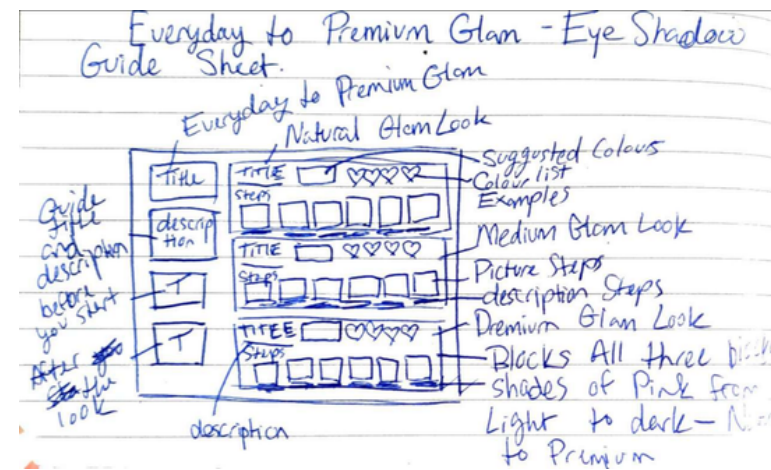 Everyday to Premium Glam - Eye Shadow
Guide Sheet.
Everyday to Premium Glam
Natural Glam Look
Title
description
T
T
TITLE
Steps
TITLE
Steps
TITEE
Steps
Guide
title
and
description
before
you start
After
the
look
description
Suggusted Colours
Colour list
Examples
Medium Glam Look
Picture Steps
description Steps
Premium Glam Look
Blocks All three
shades of Pink from
Light to dark -
to Premium